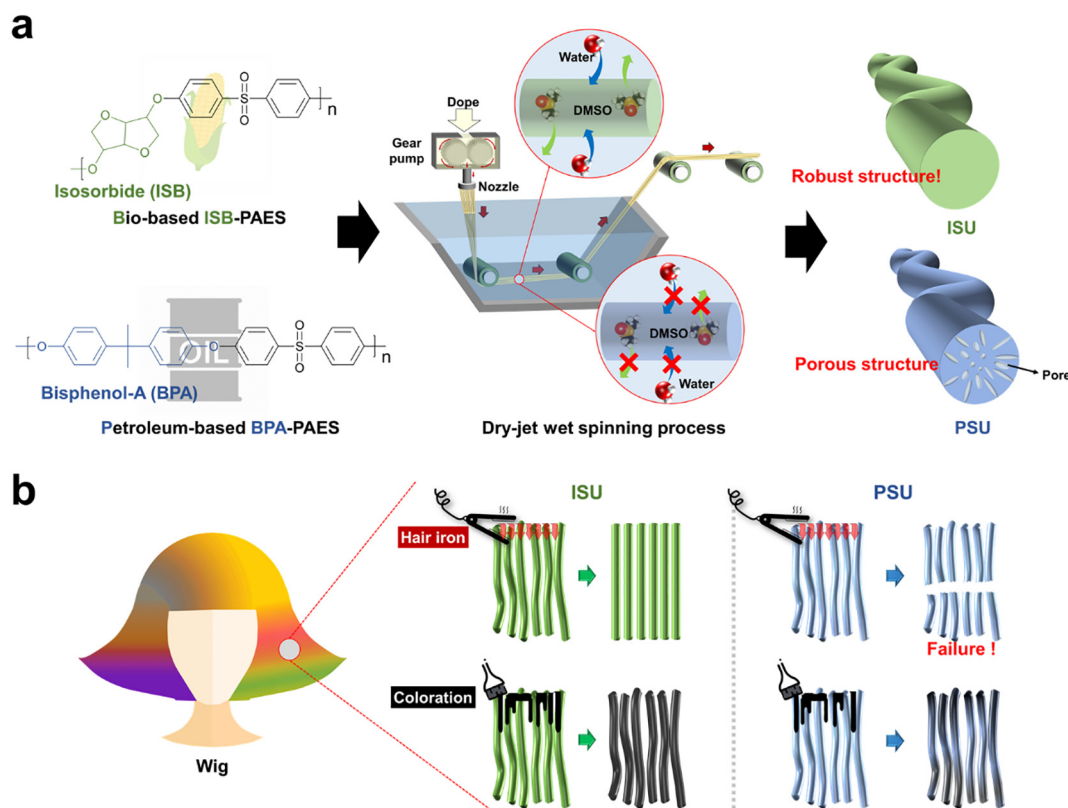 a
O
O
O
O
O
S
O
n
Isosorbide (ISB)
Bio-based ISB-PAES
O
OIL
O
O
S
O
n
Bisphenol-A (BPA)
Petroleum-based BPA-PAES
Dope
Gear
pump
Nozzle
Water
DMSO
DMSO
Water
Dry-jet wet spinning process
Robust structure!
ISU
Porous structure
Pore
PSU
b
Wig
ISU
PSU
Hair iron
Failure !
Coloration